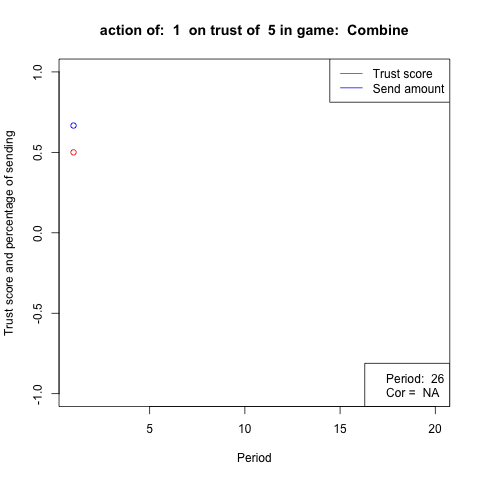 action of:  1  on trust of  5 in game:  Combine
Trust score
Send amount
1.0
0.5
0.0
-0.5
-1.0
Trust score and percentage of sending
Period:  26
Cor =  NA
5
10
15
20
Period